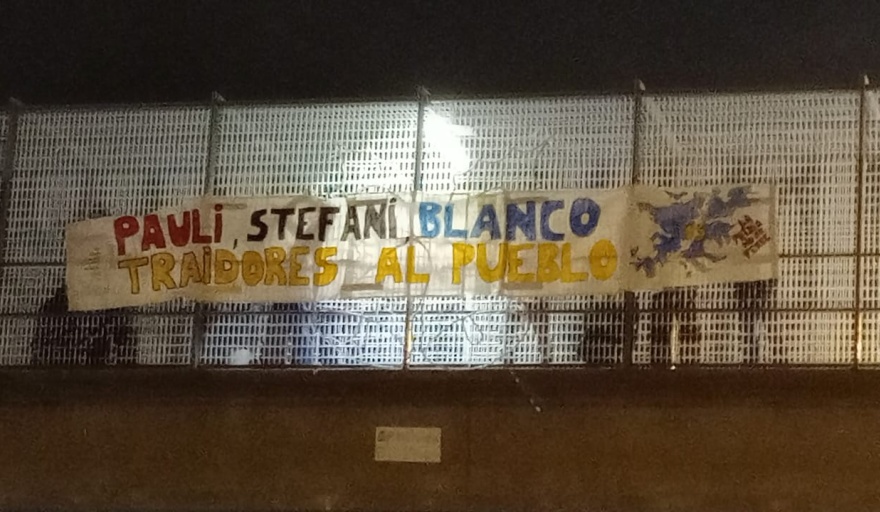 PAULI, STEFANI, BLANCO
TRAIDORES AL PUEBLO